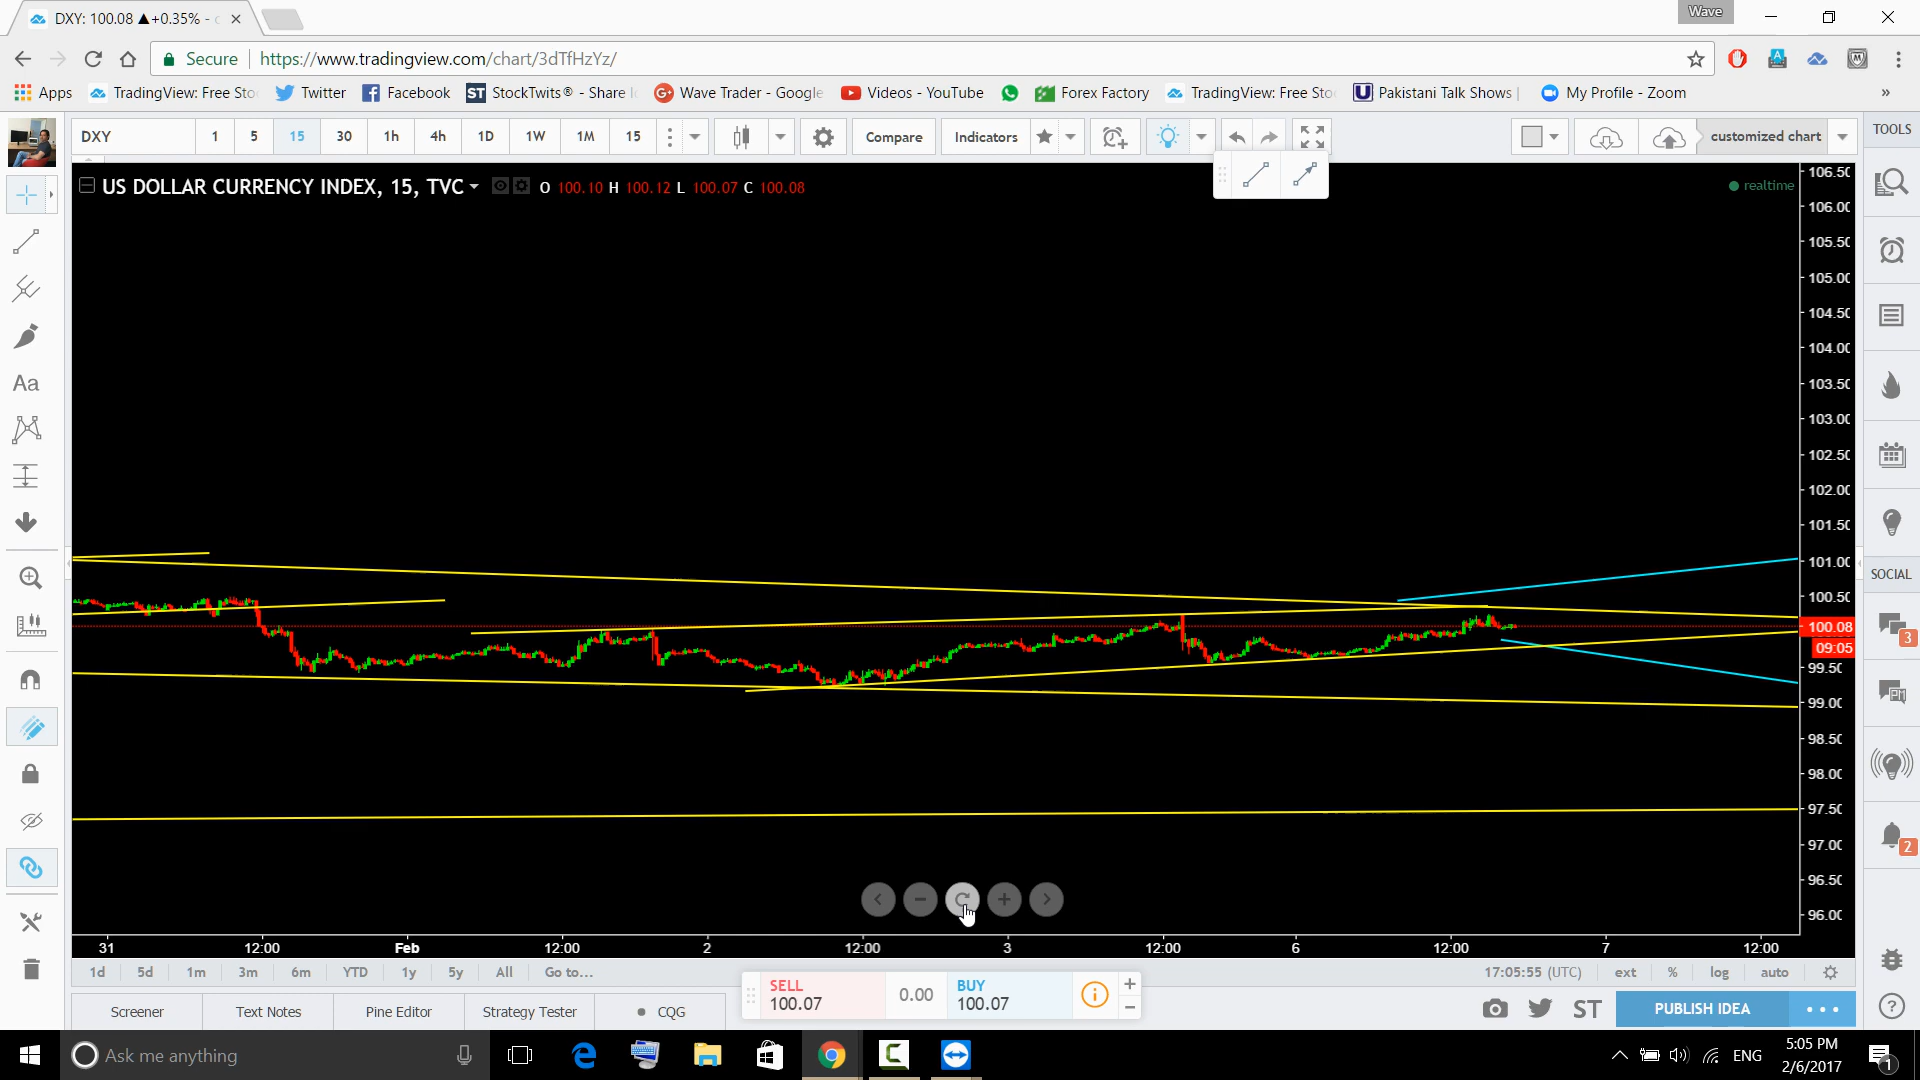 DXY: 100.08 ▲+0.35% -
Wave
Secure
https://www.tradingview.com/chart/3dTfHzYz/
Apps
TradingView: Free Sto
Twitter
Facebook
StockTwits® - Share
Wave Trader - Google
Videos - YouTube
Forex Factory
TradingView: Free Sto
Pakistani Talk Shows |
My Profile - Zoom
»
DXY 1 5 15 30 1h 4h 1D 1W 1M 15
Compare
Indicators
customized chart
TOOLS
US DOLLAR CURRENCY INDEX, 15, TVC
O 100.10 H 100.12 L 100.07 C 100.08
realtime
106.50
106.00
105.50
105.00
104.50
104.00
103.50
103.00
102.50
102.00
101.50
101.00
100.50
100.08
09:05
99.50
99.00
98.50
98.00
97.50
97.00
96.50
96.00
Aa
SOCIAL
3
PM
2
31 12:00 Feb 12:00 2 12:00 3 12:00 6 12:00 7 12:00
1d 5d 1m 3m 6m YTD 1y 5y All Go to...
17:05:55 (UTC) ext % log auto
SELL
100.07
0.00
BUY
100.07
Screener
Text Notes
Pine Editor
Strategy Tester
CQG
ST
PUBLISH IDEA
Ask me anything
ENG
5:05 PM
2/6/2017
1